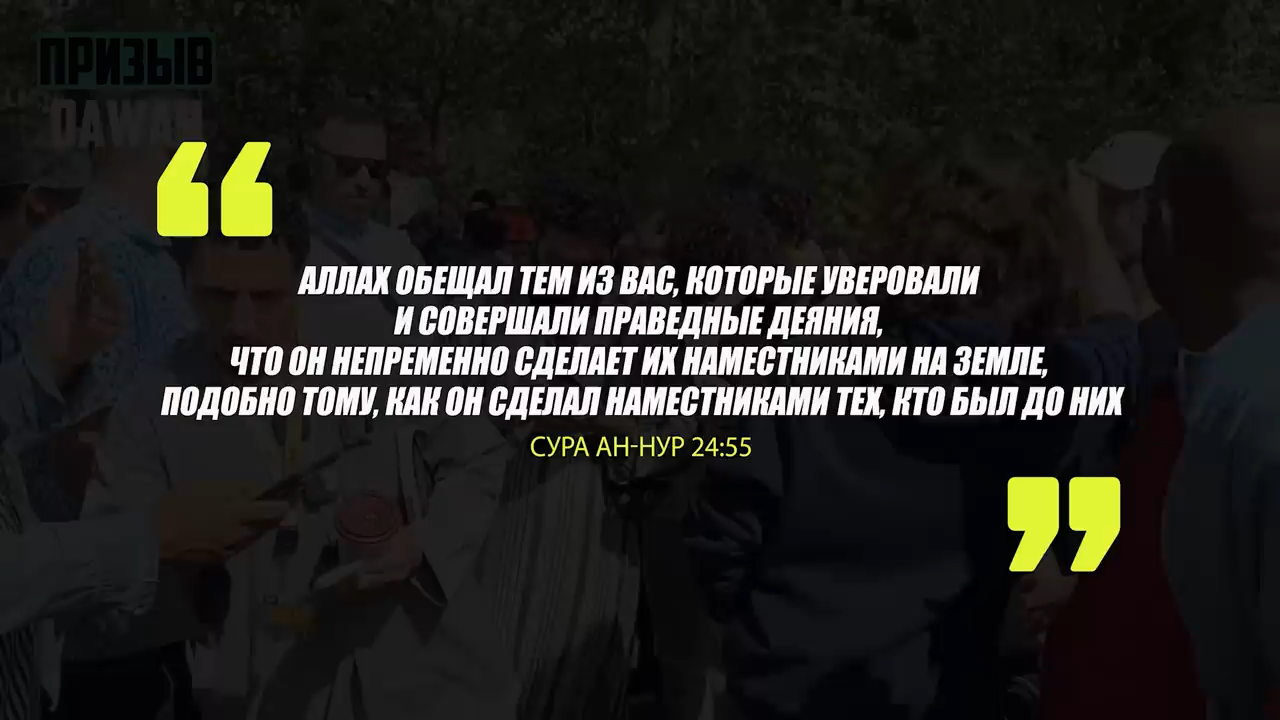 ПРИЗЫВ
DAWAH
“
АЛЛАХ ОБЕЩАЛ ТЕМ ИЗ ВАС, КОТОРЫЕ УВЕРОВАЛИ
И СОВЕРШАЛИ ПРАВЕДНЫЕ ДЕЯНИЯ,
ЧТО ОН НЕПРЕМЕННО СДЕЛАЕТ ИХ НАМЕСТНИКАМИ НА ЗЕМЛЕ,
ПОДОБНО ТОМУ, КАК ОН СДЕЛАЛ НАМЕСТНИКАМИ ТЕХ, КТО БЫЛ ДО НИХ
СУРА АН-НУР 24:55
”